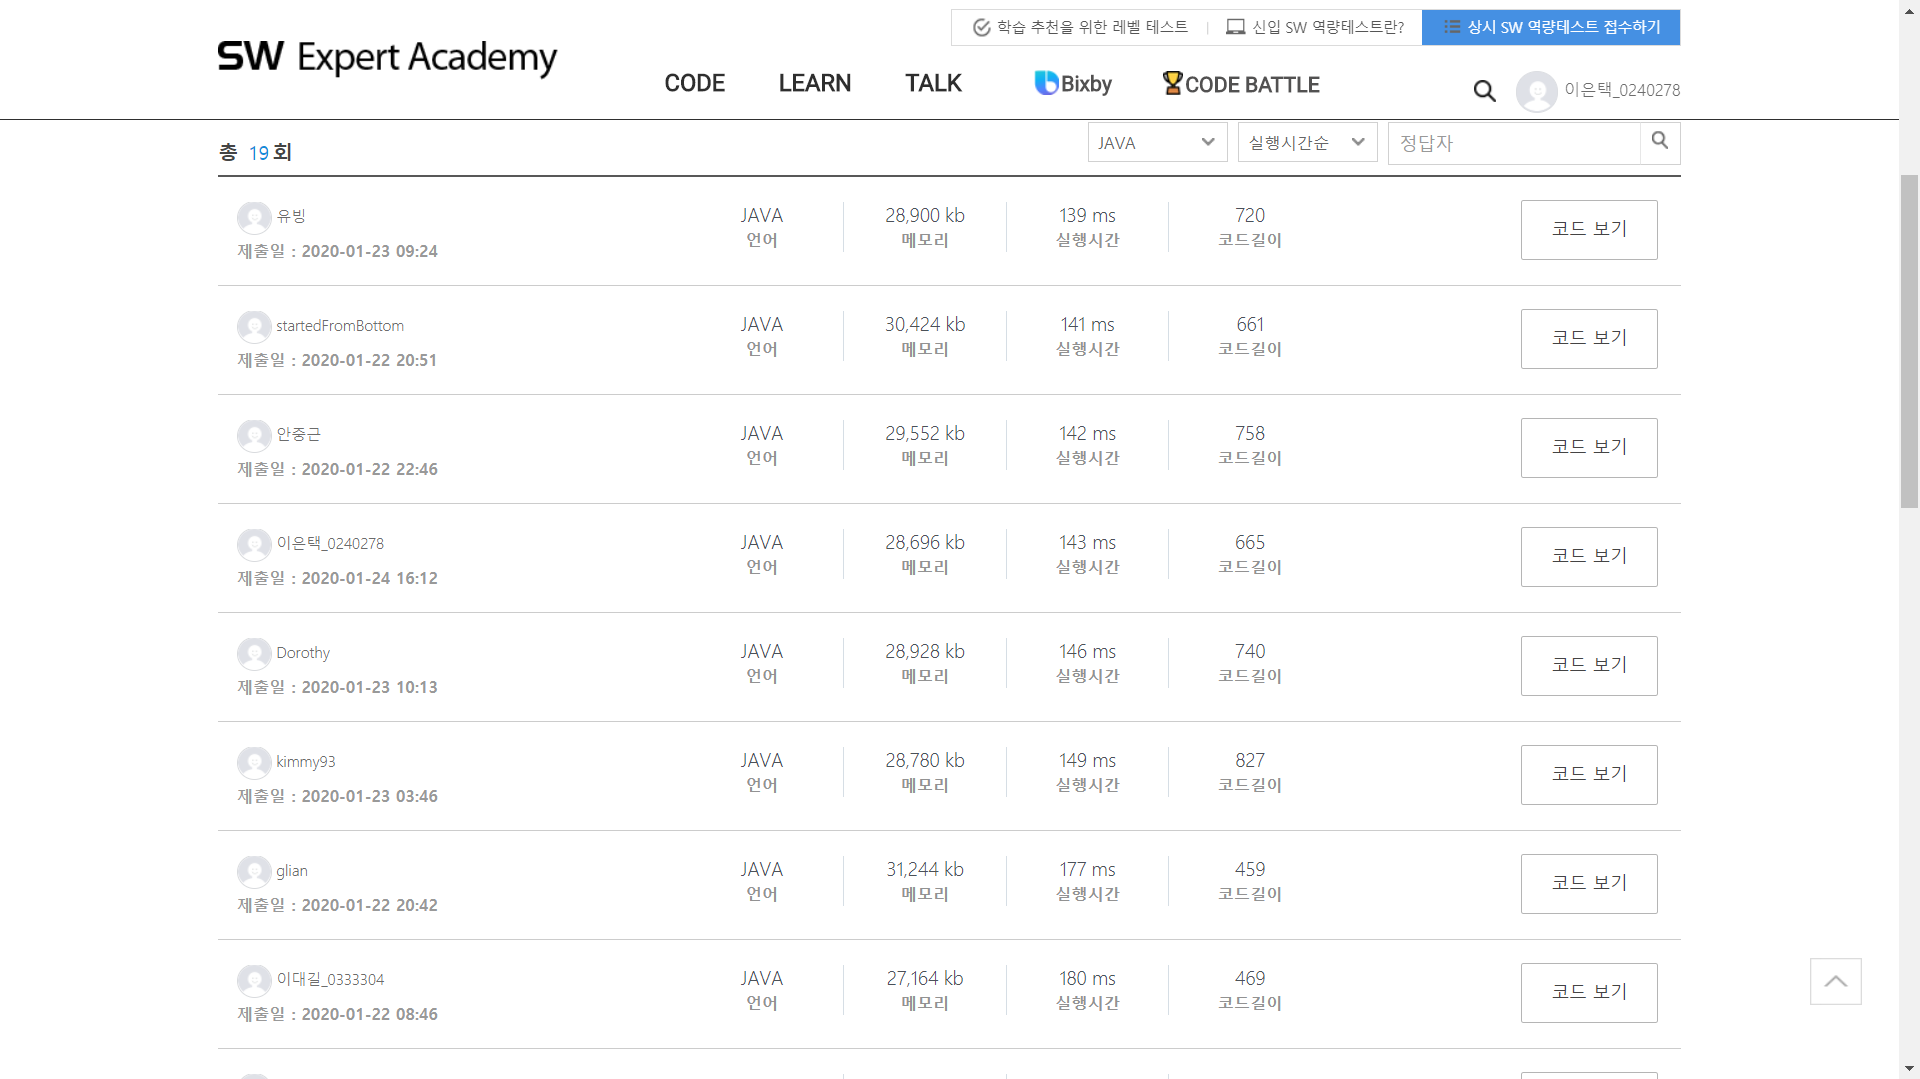 학습 추천을 위한 레벨 테스트
신입 SW 역량테스트란?
상시 SW 역량테스트 접수하기
SW Expert Academy
CODE
LEARN
TALK
Bixby
CODE BATTLE
이은택_0240278
총 19회
JAVA
실행시간순
정답자
유빙
JAVA 28,900 kb 139 ms 720
언어 메모리 실행시간 코드길이
코드 보기
제출일 : 2020-01-23 09:24
startedFromBottom
JAVA 30,424 kb 141 ms 661
언어 메모리 실행시간 코드길이
코드 보기
제출일 : 2020-01-22 20:51
안중근
JAVA 29,552 kb 142 ms 758
언어 메모리 실행시간 코드길이
코드 보기
제출일 : 2020-01-22 22:46
이은택_0240278
JAVA 28,696 kb 143 ms 665
언어 메모리 실행시간 코드길이
코드 보기
제출일 : 2020-01-24 16:12
Dorothy
JAVA 28,928 kb 146 ms 740
언어 메모리 실행시간 코드길이
코드 보기
제출일 : 2020-01-23 10:13
kimmy93
JAVA 28,780 kb 149 ms 827
언어 메모리 실행시간 코드길이
코드 보기
제출일 : 2020-01-23 03:46
glian
JAVA 31,244 kb 177 ms 459
언어 메모리 실행시간 코드길이
코드 보기
제출일 : 2020-01-22 20:42
이대길_0333304
JAVA 27,164 kb 180 ms 469
언어 메모리 실행시간 코드길이
코드 보기
제출일 : 2020-01-22 08:46